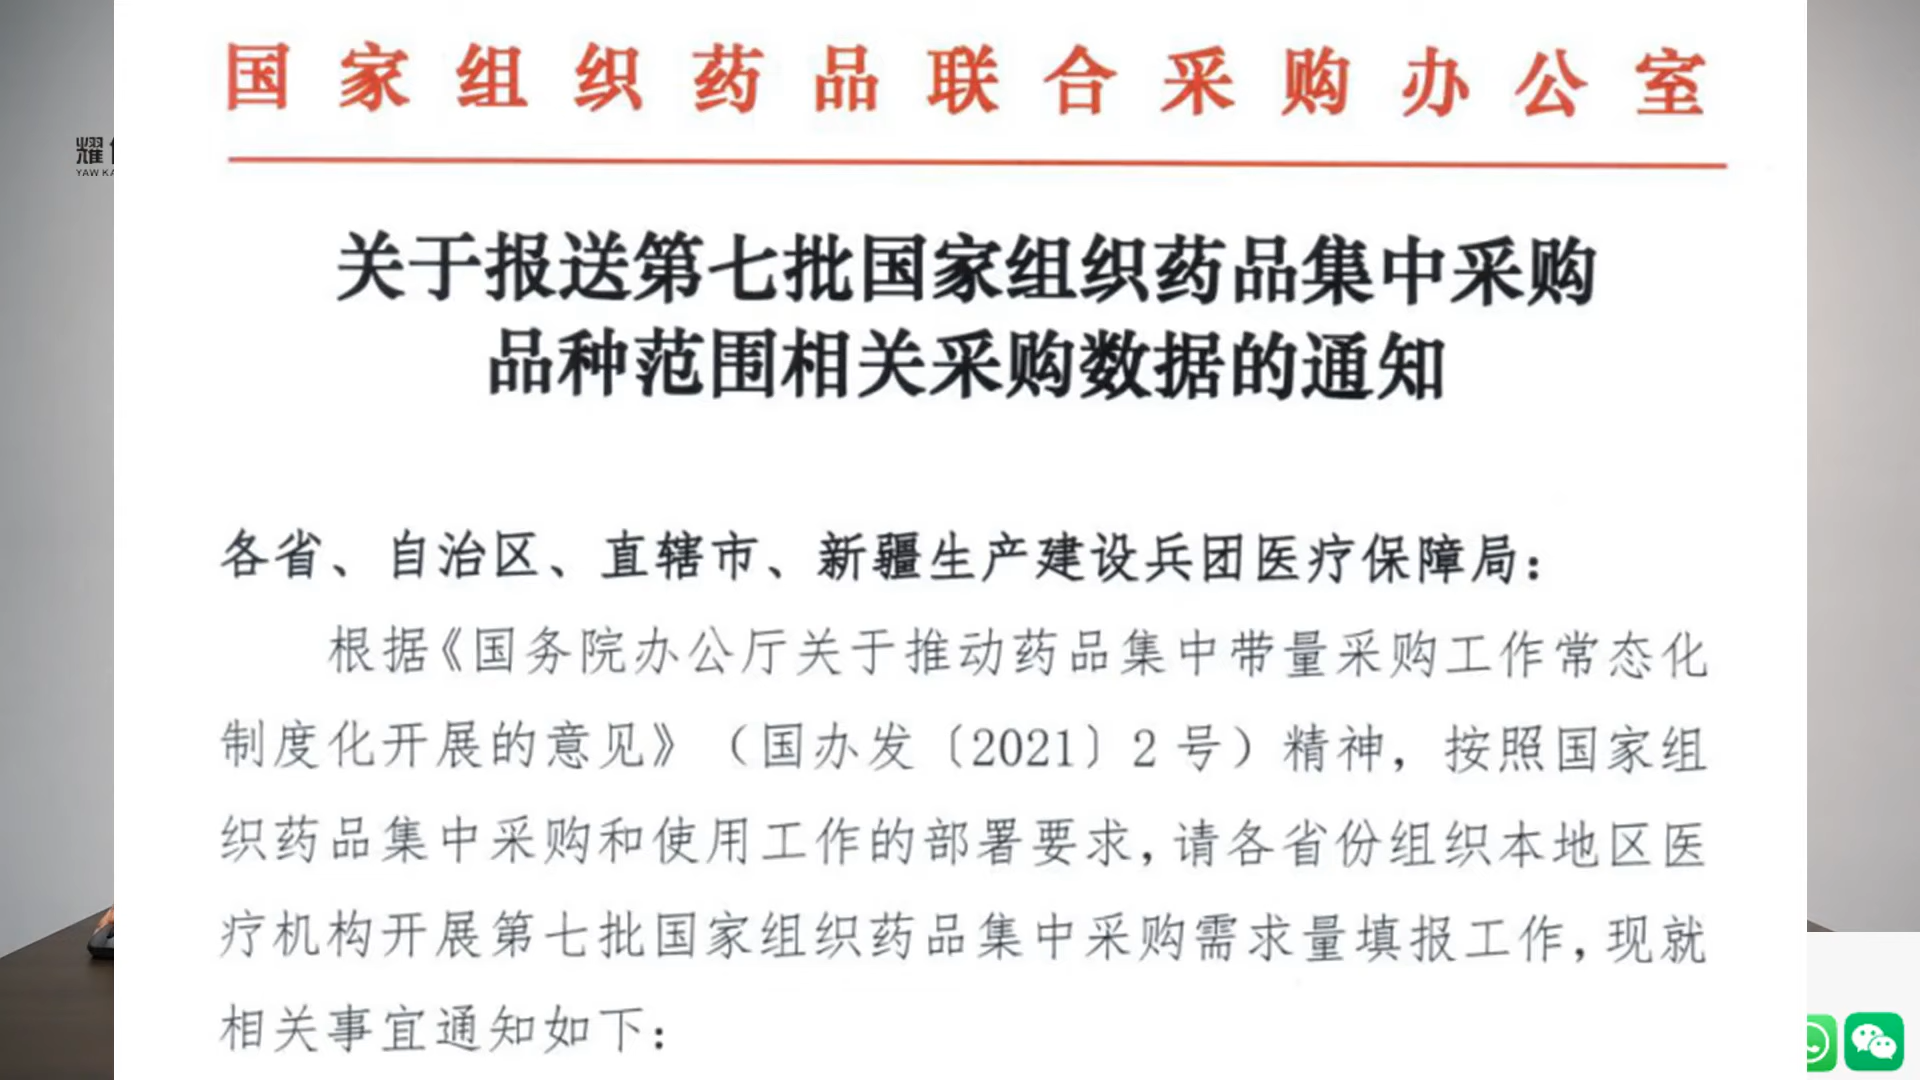 国家组织药品联合采购办公室
耀
YAW KA
关于报送第七批国家组织药品集中采购
品种范围相关采购数据的通知
各省、自治区、直辖市、新疆生产建设兵团医疗保障局：
根据《国务院办公厅关于推动药品集中带量采购工作常态化
制度化开展的意见》（国办发〔2021〕2 号）精神，按照国家组
织药品集中采购和使用工作的部署要求，请各省份组织本地区医
疗机构开展第七批国家组织药品集中采购需求量填报工作，现就
相关事宜通知如下：